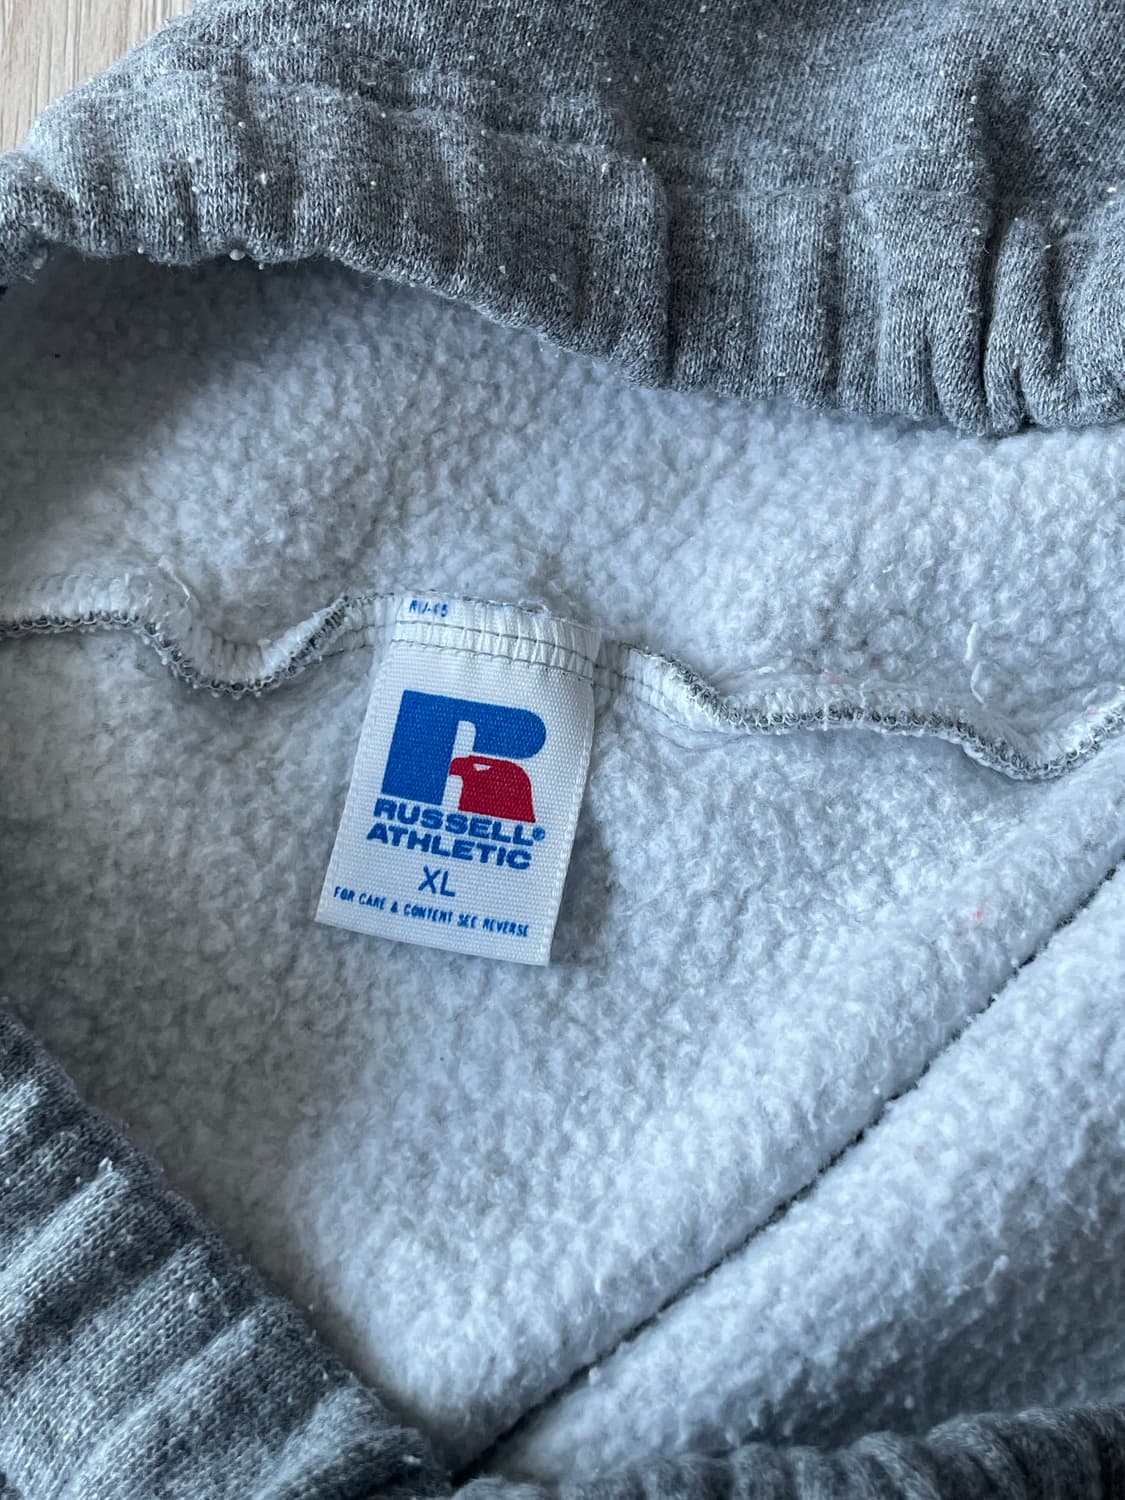 RUSSELL®
ATHLETIC
XL
FOR CARE & CONTENT SEE REVERSE